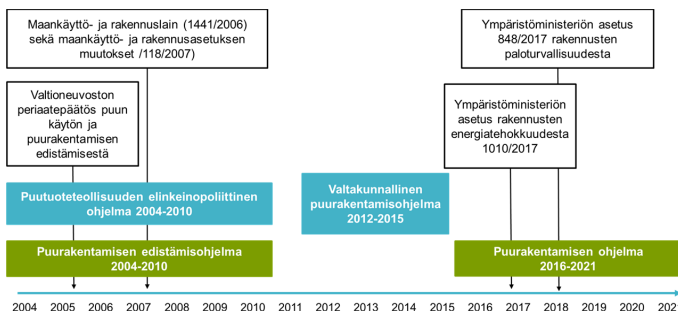 Maankäyttö- ja rakennuslain (1441/2006)
sekä maankäyttö- ja rakennusasetuksen
muutokset /118/2007)
Ympäristöministeriön asetus
848/2017 rakennusten
paloturvallisuudesta
Valtioneuvoston
periaatepäätös puun
käytön ja
puurakentamisen
edistämisestä
Ympäristöministeriön
asetus rakennusten
energiatehokkuudesta
1010/2017
Puutuoteteollisuuden elinkeinopoliittinen
ohjelma 2004-2010
Valtakunnallinen
puurakentamisohjelma
2012-2015
Puurakentamisen edistämisohjelma
2004-2010
Puurakentamisen ohjelma
2016-2021
2004 2005 2006 2007 2008 2009 2010 2011 2012 2013 2014 2015 2016 2017 2018 2019 2020 202